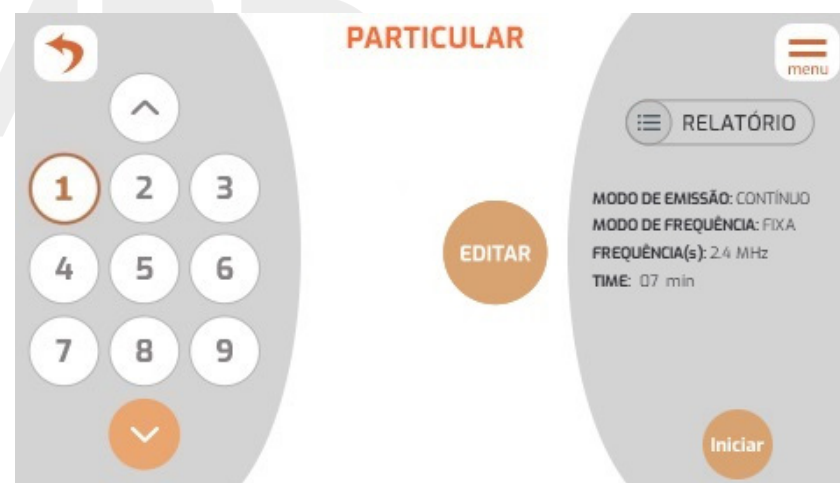 PARTICULAR
menu
1 2 3
4 5 6
7 8 9
EDITAR
RELATÓRIO
MODO DE EMISSÃO: CONTÍNUO
MODO DE FREQUÊNCIA: FIXA
FREQUÊNCIA(s): 2.4 MHz
TIME: 07 min
Iniciar